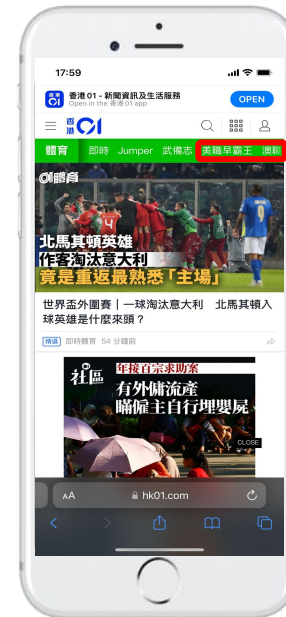 17:59
香港01
香港 01 - 新聞資訊及生活服務
Open in the 香港 01 app
OPEN
香港01
體育 即時 Jumper 武備志 美職早霸王 澳職
01體育
4
北馬其頓英雄
作客淘汰意大利
竟是重返最熟悉「主場」
世界盃外圍賽｜一球淘汰意大利 北馬其頓入
球英雄是什麼來頭？
精選 即時體育 54 分鐘前
社區
年接百宗求助案
有外傭流產
瞞僱主自行埋嬰屍
CLOSE
AA hk01.com